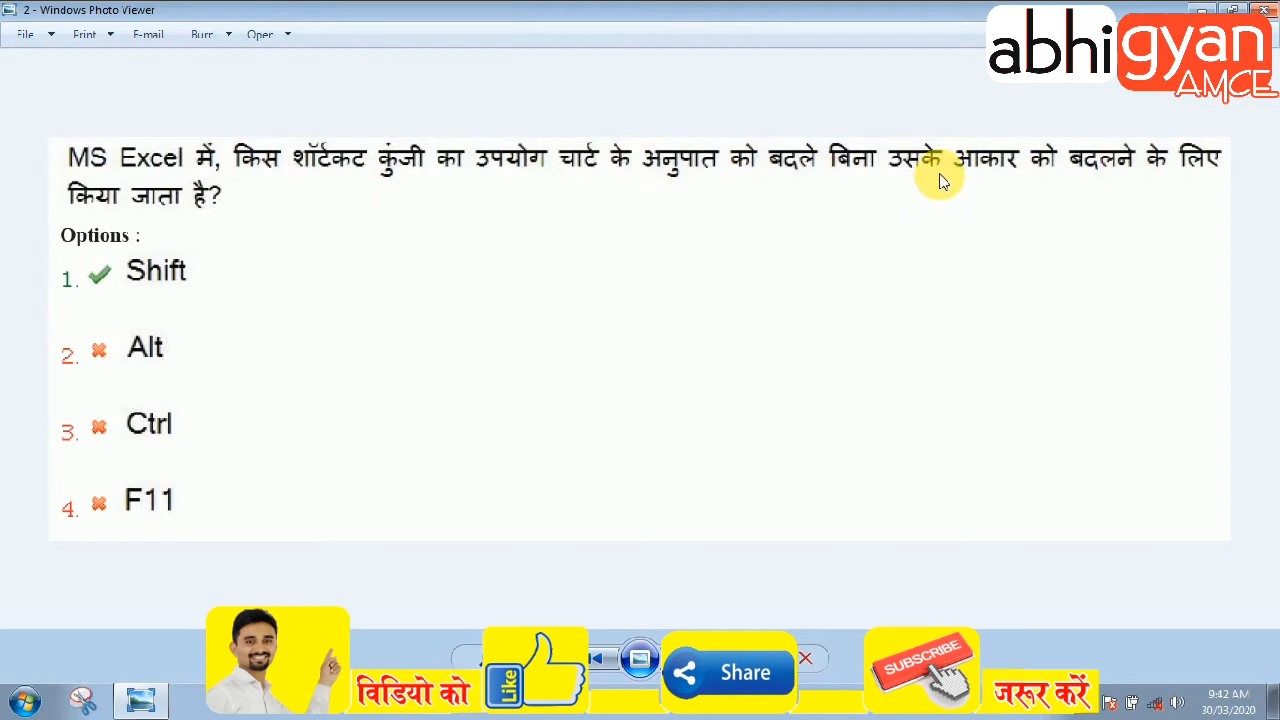 2 - Windows Photo Viewer
File Print E-mail Burn Open
abhigyan
AMCE
MS Excel में, किस शॉर्टकट कुंजी का उपयोग चार्ट के अनुपात को बदले बिना उसके आकार को बदलने के लिए
किया जाता है?
Options :
1. Shift
2. Alt
3. Ctrl
4. F11
विडियो को Like Share SUBSCRIBE जरूर करें
9:42 AM
30/03/2020